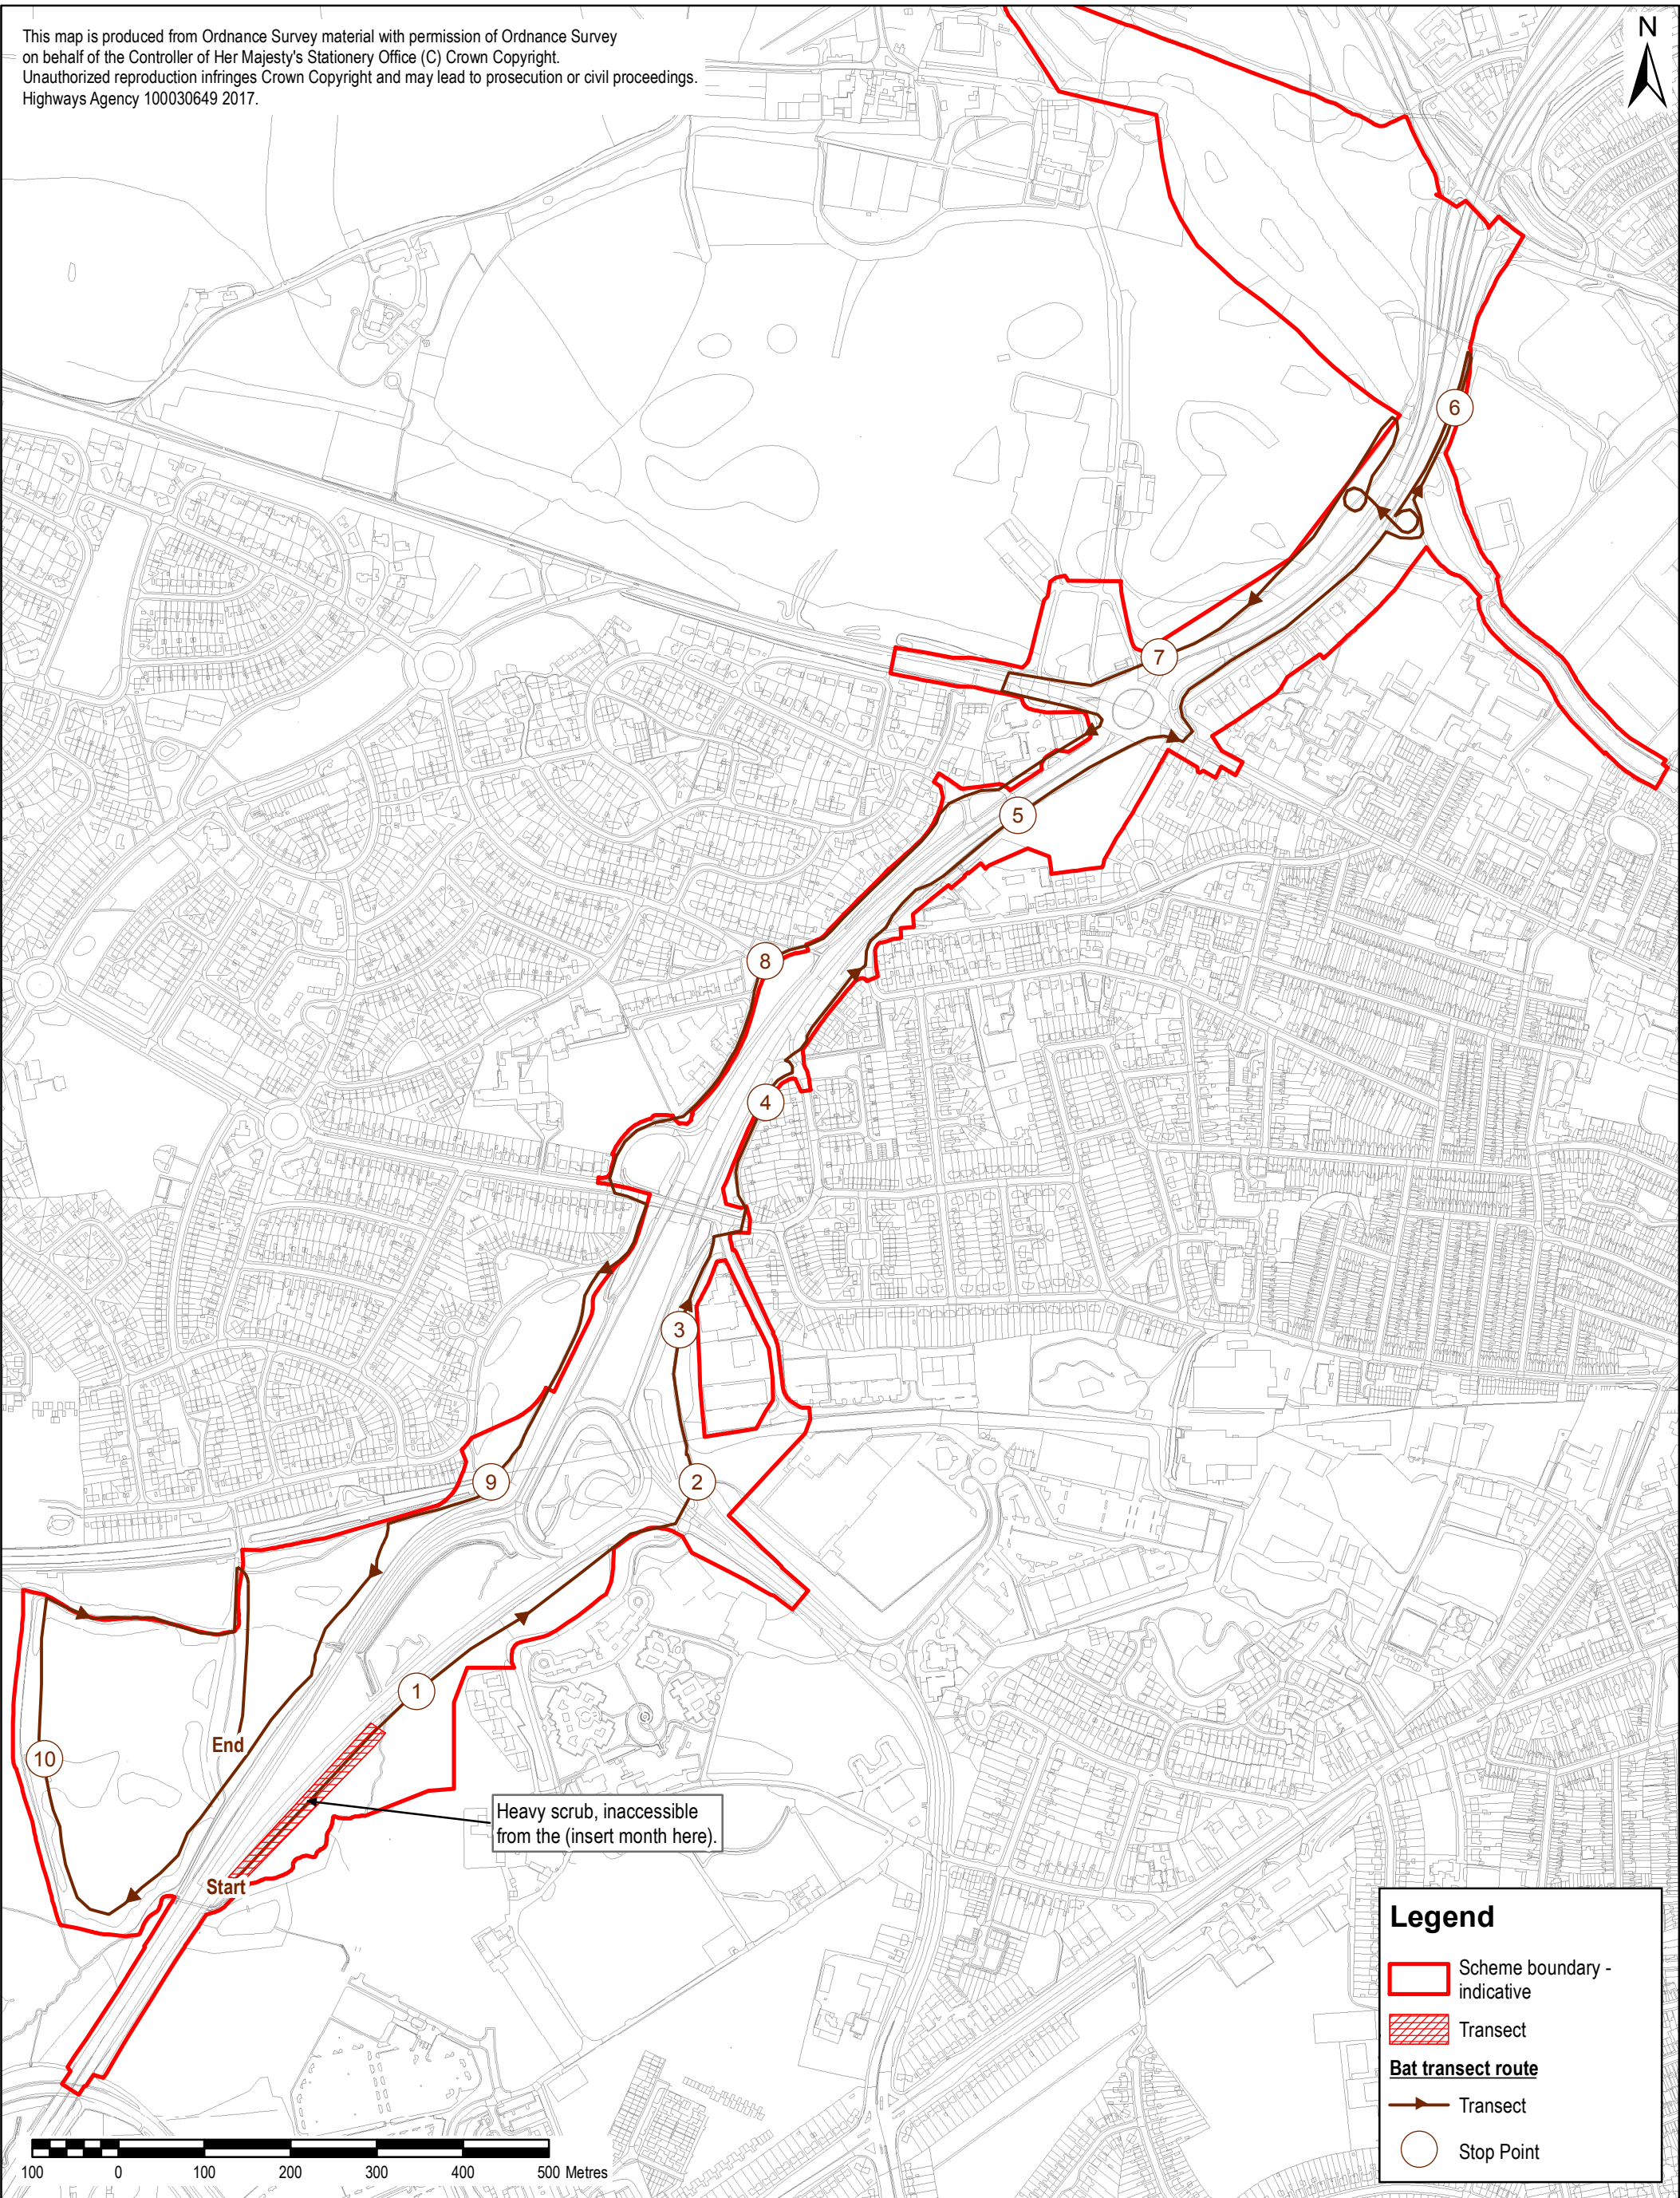 This map is produced from Ordnance Survey material with permission of Ordnance Survey
on behalf of the Controller of Her Majesty's Stationery Office (C) Crown Copyright.
Unauthorized reproduction infringes Crown Copyright and may lead to prosecution or civil proceedings.
Highways Agency 100030649 2017.
N
6
7
5
8
4
3
9
2
1
End
10
Heavy scrub, inaccessible
from the (insert month here).
Start
Legend
Scheme boundary -
indicative
Transect
Bat transect route
Transect
Stop Point
100 0 100 200 300 400 500 Metres